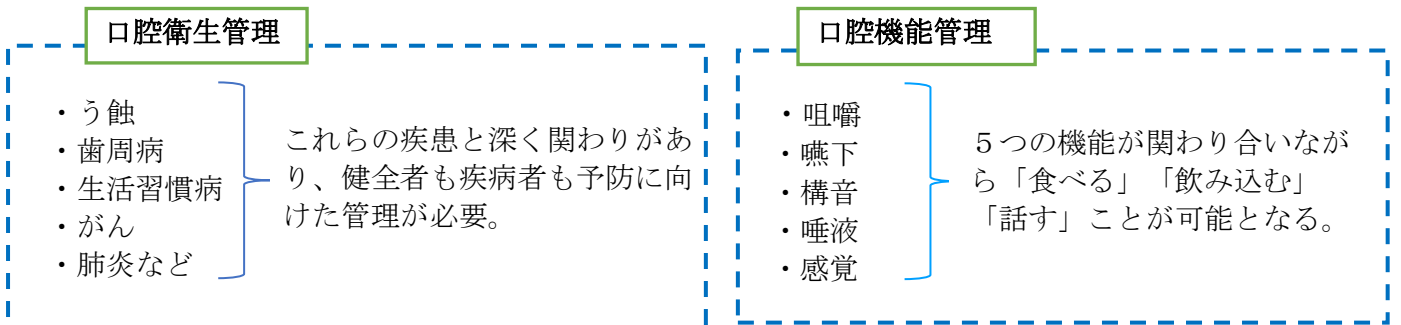 口腔衛生管理
・う蝕
・歯周病
・生活習慣病
・がん
・肺炎など
これらの疾患と深く関わりがあ
り、健全者も疾病者も予防に向
けた管理が必要。
口腔機能管理
・咀嚼
・嚥下
・構音
・唾液
・感覚
５つの機能が関わり合いなが
ら「食べる」「飲み込む」
「話す」ことが可能となる。